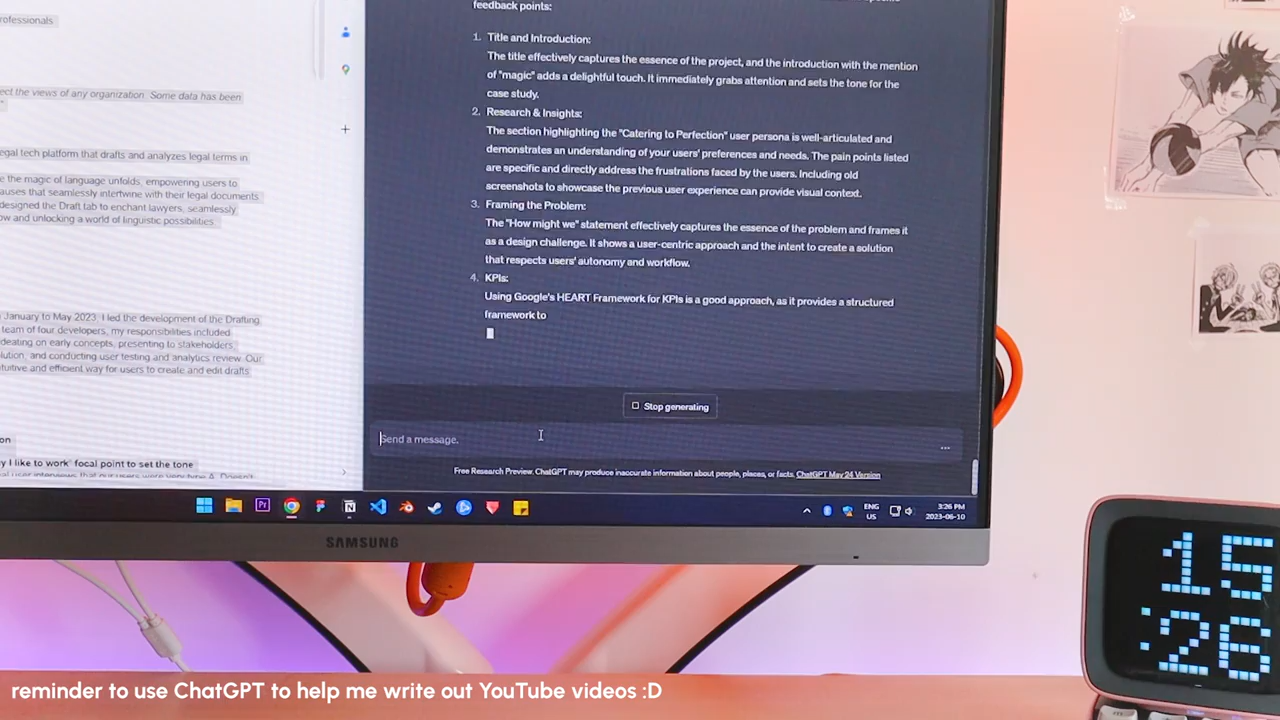 rofessionals
ect the views of any organization. Some data has been
egal tech platform that drafts and analyzes legal terms in
e the magic of language unfolds, empowering users to
auses that seamlessly intertwine with their legal documents
designed the Draft tab to enchant lawyers, seamlessly
ow and unlocking a world of linguistic possibilities.
January to May 2023, I led the development of the Drafting
team of four developers, my responsibilities included
deating on early concepts, presenting to stakeholders,
olution, and conducting user testing and analytics review. Our
tuitive and efficient way for users to create and edit drafts
on
y I like to work' focal point to set the tone
feedback points:
1. Title and Introduction:
The title effectively captures the essence of the project, and the introduction with the mention
of "magic" adds a delightful touch. It immediately grabs attention and sets the tone for the
case study.
2. Research & Insights:
The section highlighting the "Catering to Perfection" user persona is well-articulated and
demonstrates an understanding of your users' preferences and needs. The pain points listed
are specific and directly address the frustrations faced by the users. Including old
screenshots to showcase the previous user experience can provide visual context.
3. Framing the Problem:
The "How might we" statement effectively captures the essence of the problem and frames it
as a design challenge. It shows a user-centric approach and the intent to create a solution
that respects users' autonomy and workflow.
4. KPIs:
Using Google's HEART Framework for KPIs is a good approach, as it provides a structured
framework to
Stop generating
Send a message.
Free Research Preview. ChatGPT may produce inaccurate information about people, places, or facts. ChatGPT May 24 Version
ENG
US
3:26 PM
2023-06-10
SAMSUNG
15
:26
reminder to use ChatGPT to help me write out YouTube videos :D